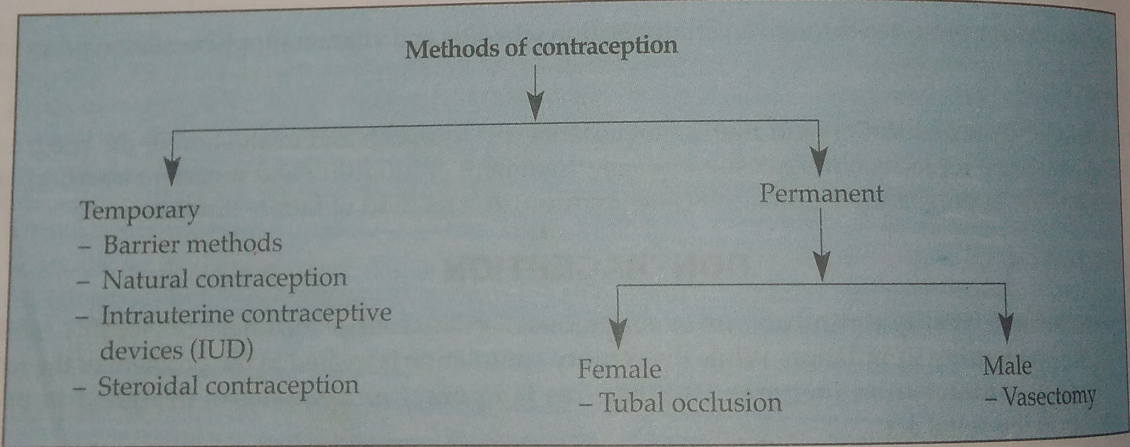 Methods of contraception
Temporary
– Barrier methods
– Natural contraception
– Intrauterine contraceptive
devices (IUD)
– Steroidal contraception
Permanent
Female
– Tubal occlusion
Male
– Vasectomy